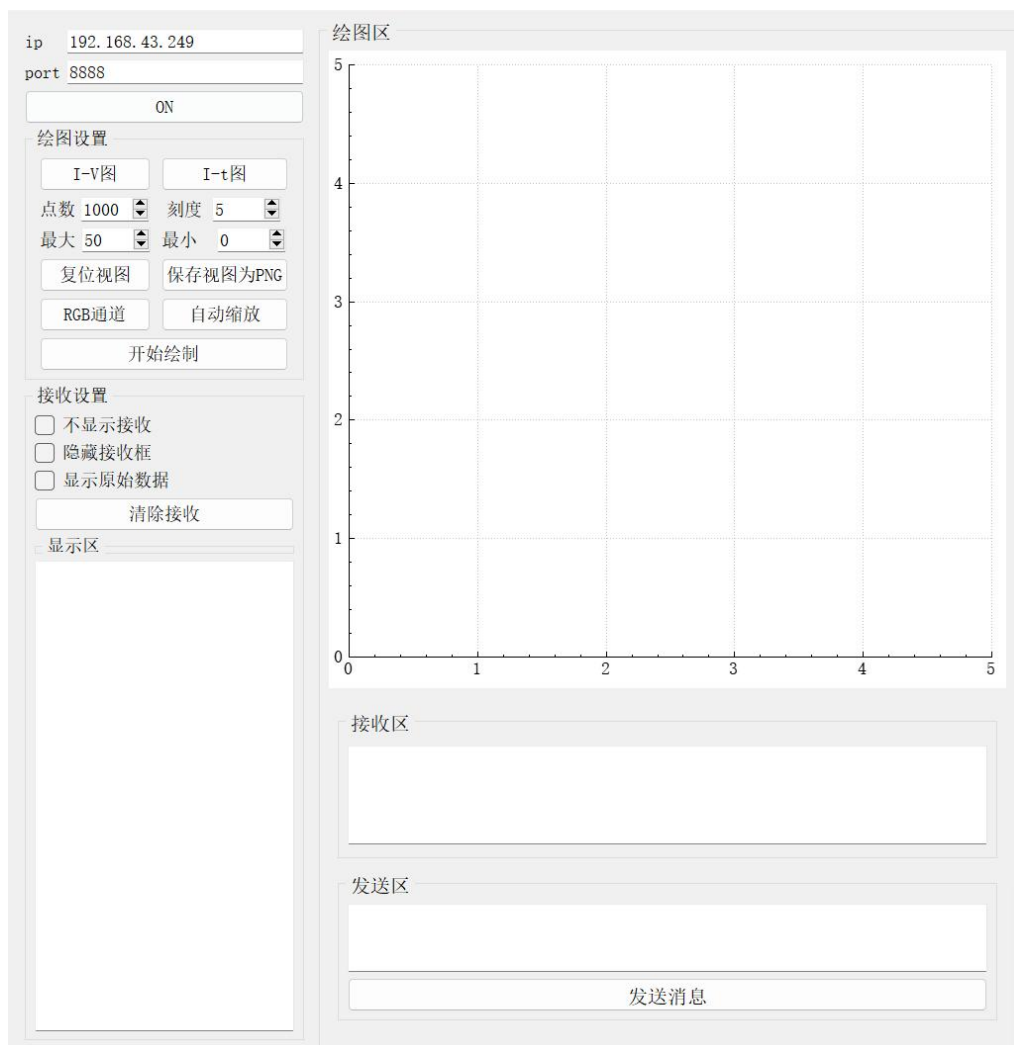 ip 192.168.43.249
port 8888
ON
绘图设置
I-V图 I-t图
点数 1000 刻度 5
最大 50 最小 0
复位视图 保存视图为PNG
RGB通道 自动缩放
开始绘制
接收设置
不显示接收
隐藏接收框
显示原始数据
清除接收
显示区
绘图区
5
4
3
2
1
0
0 1 2 3 4 5
接收区
发送区
发送消息